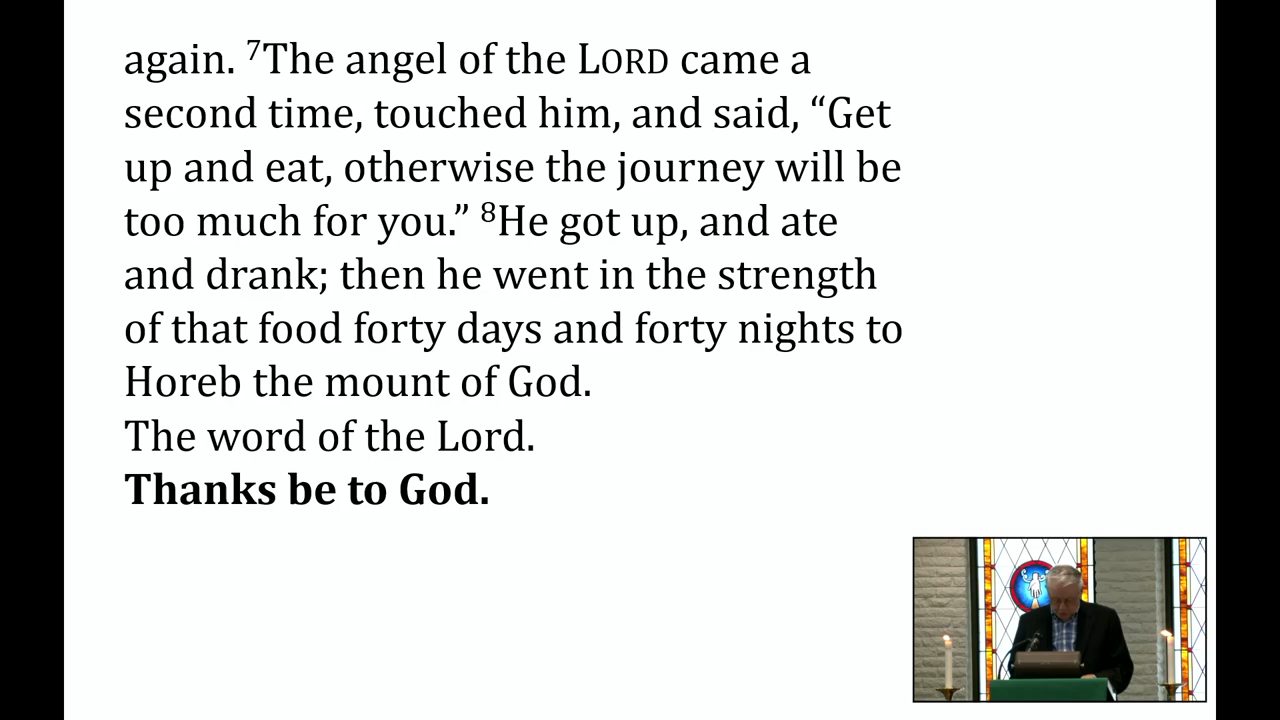 again. ⁷The angel of the LORD came a
second time, touched him, and said, “Get
up and eat, otherwise the journey will be
too much for you.” ⁸He got up, and ate
and drank; then he went in the strength
of that food forty days and forty nights to
Horeb the mount of God.
The word of the Lord.
Thanks be to God.